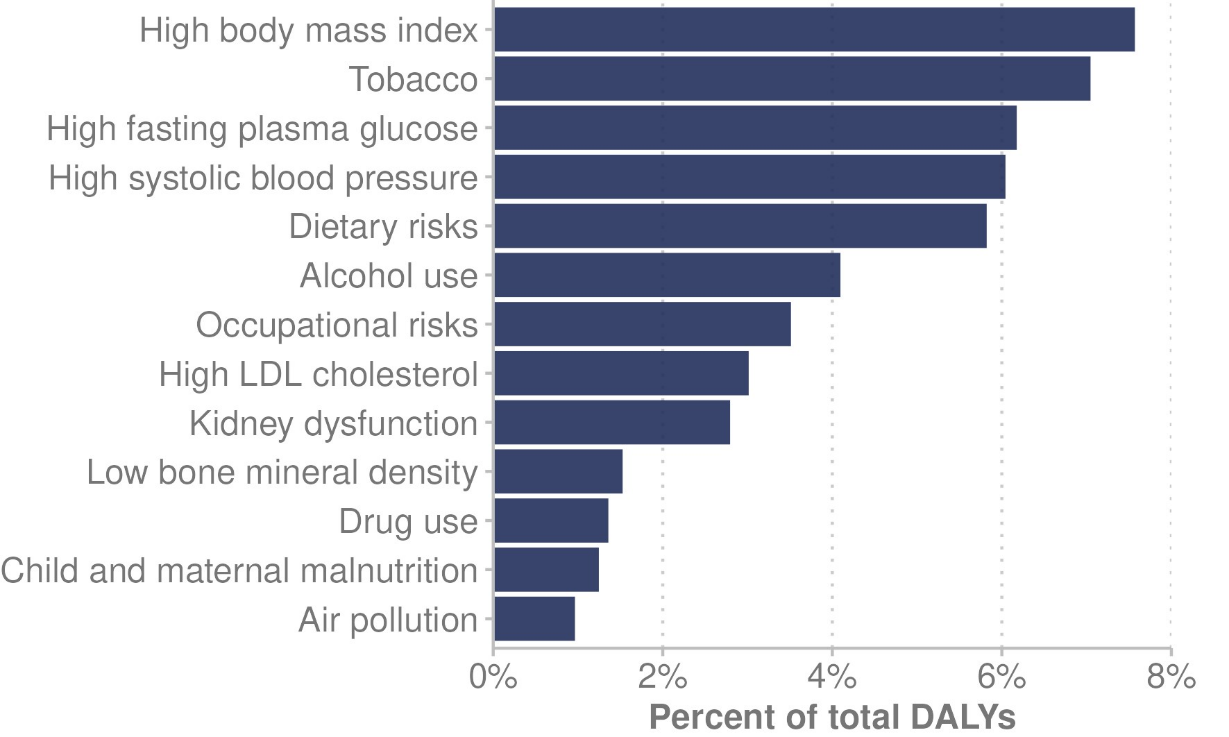 High body mass index
Tobacco
High fasting plasma glucose
High systolic blood pressure
Dietary risks
Alcohol use
Occupational risks
High LDL cholesterol
Kidney dysfunction
Low bone mineral density
Drug use
Child and maternal malnutrition
Air pollution
0% 2% 4% 6% 8%
Percent of total DALYs